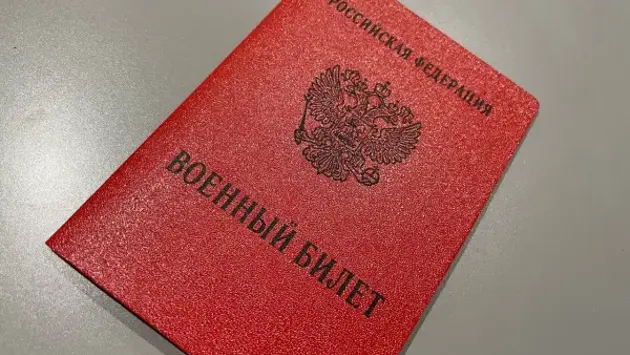 РОССИЙСКАЯ ФЕДЕРАЦИЯ
ВОЕННЫЙ БИЛЕТ